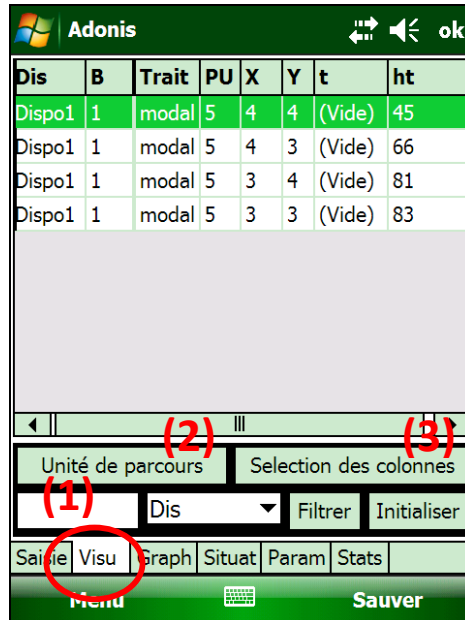 Adonis ok
Dis B Trait PU X Y t ht
Dispo1 1 modal 5 4 4 (Vide) 45
Dispo1 1 modal 5 4 3 (Vide) 66
Dispo1 1 modal 5 3 4 (Vide) 81
Dispo1 1 modal 5 3 3 (Vide) 83
(2) (3)
Unité de parcours Selection des colonnes
(1)
Dis Filtrer Initialiser
Saisie Visu Graph Situat Param Stats
Menu Sauver